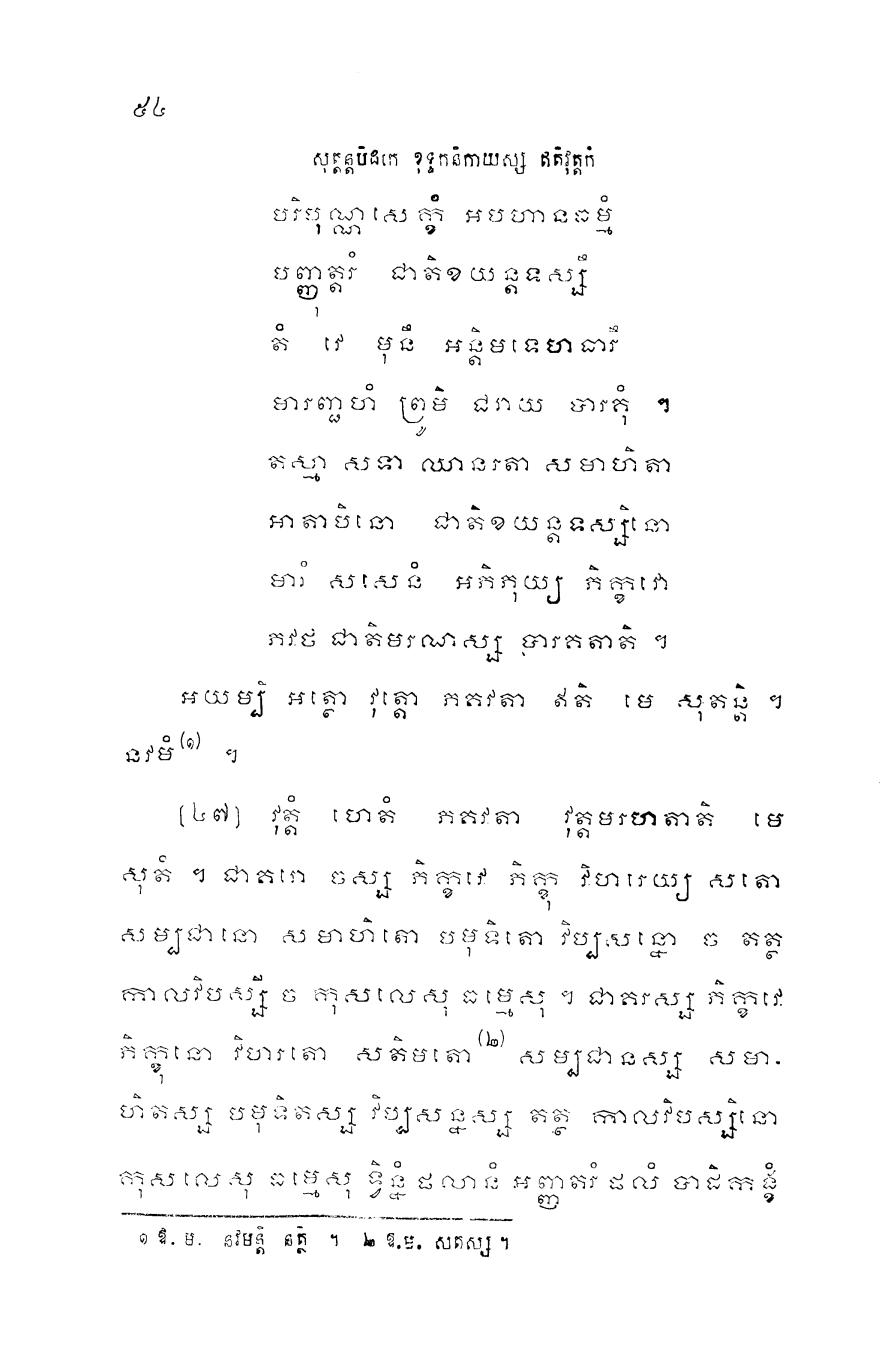 ៥៤
សុត្តន្តបិដកេ ខុទ្ទកនិកាយស្ស ឥតិវុត្តកំ
បរិបុណ្ណសេក្ខំ អបហានធម្មំ
បញ្ញុត្តរំ ជាតិខយន្តទស្សឹ
តំ វេ មុនឹ អន្តិមទេហធារឹ
មារញ្ជហំ ព្រូមិ ជរាយ បារគុំ ។
តស្មា សទា ឈានរតា សមាហិតា
អាតាបិនោ ជាតិខយន្តទស្សិនោ
មារំ សសេនំ អភិភុយ្យ ភិក្ខវោ
ភវថ ជាតិមរណស្ស បារគតាតិ ។
អយម្បិ អត្ថោ វុត្តោ ភគវតា ឥតិ មេ សុតន្តិ ។
នវមំ (១) ។
[៤៧] វុត្តំ ហេតំ ភគវតា វុត្តមរហតាតិ មេ
សុតំ ។ ជាគរោ ចស្ស ភិក្ខវេ ភិក្ខុ វិហរេយ្យ សតោ
សម្បជានោ សមាហិតោ បមុទិតោ វិប្បសន្នោ ច តត្ថ
កាលវិបស្សី ច កុសលេសុ ធម្មេសុ ។ ជាគរស្ស ភិក្ខវេ
ភិក្ខុនោ វិហរតោ សតិមតោ (២) សម្បជានស្ស សមា-
ហិតស្ស បមុទិតស្ស វិប្បសន្នស្ស តត្ថ កាលវិបស្សិនោ
កុសលេសុ ធម្មេសុ ទ្វិន្នំ ផលានំ អញ្ញតរំ ផលំ បាដិកង្ខំ
១ ឱ. ម. នវមន្តិ នត្ថិ ។ ២ ឱ.ម. សតស្ស ។